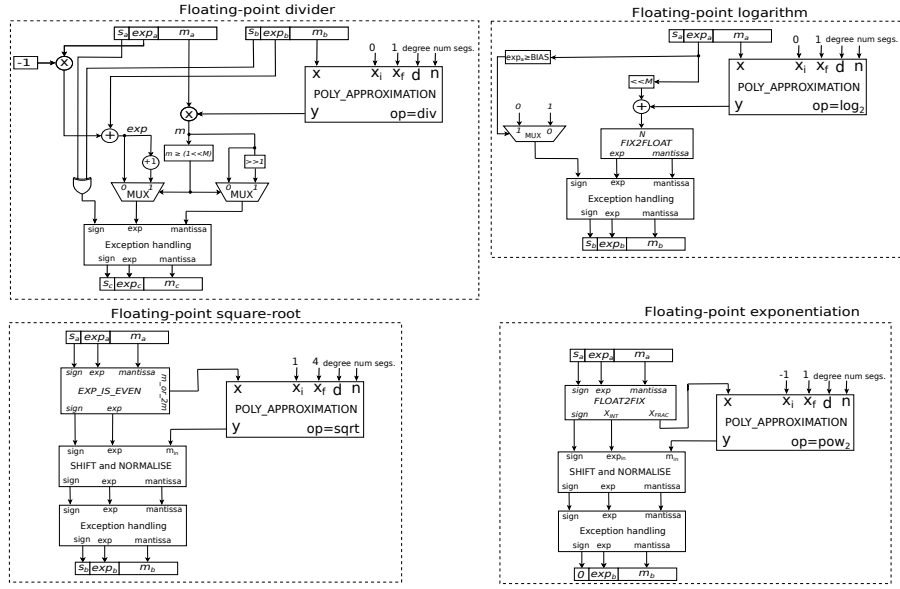 Floating-point divider
s_a exp_a m_a
s_b exp_b m_b
-1
x
0 1 degree num segs.
x x_i x_f d n
POLY_APPROXIMATION
y op=div
x
+
exp
m
+1
m ≥ (1<<M)
>>1
0 1
MUX
0 1
MUX
sign exp mantissa
Exception handling
sign exp mantissa
s_c exp_c m_c
Floating-point logarithm
s_a exp_a m_a
exp_a≥BIAS
<<M
0 1 degree num segs.
x x_i x_f d n
POLY_APPROXIMATION
y op=log_2
0 1
1 0
MUX
+
N
FIX2FLOAT
exp mantissa
sign exp mantissa
Exception handling
sign exp mantissa
s_b exp_b m_b
Floating-point square-root
s_a exp_a m_a
sign exp mantissa
EXP_IS_EVEN
m_or_2m
sign exp
1 4 degree num segs.
x x_i x_f d n
POLY_APPROXIMATION
y op=sqrt
sign exp m_in
SHIFT and NORMALISE
sign exp mantissa
sign exp mantissa
Exception handling
sign exp mantissa
s_b exp_b m_b
Floating-point exponentiation
s_a exp_a m_a
sign exp mantissa
FLOAT2FIX
sign X_INT X_FRAC
-1 1 degree num segs.
x x_i x_f d n
POLY_APPROXIMATION
y op=pow_2
sign exp_in m_in
SHIFT and NORMALISE
sign exp mantissa
sign exp mantissa
Exception handling
sign exp mantissa
0 exp_b m_b